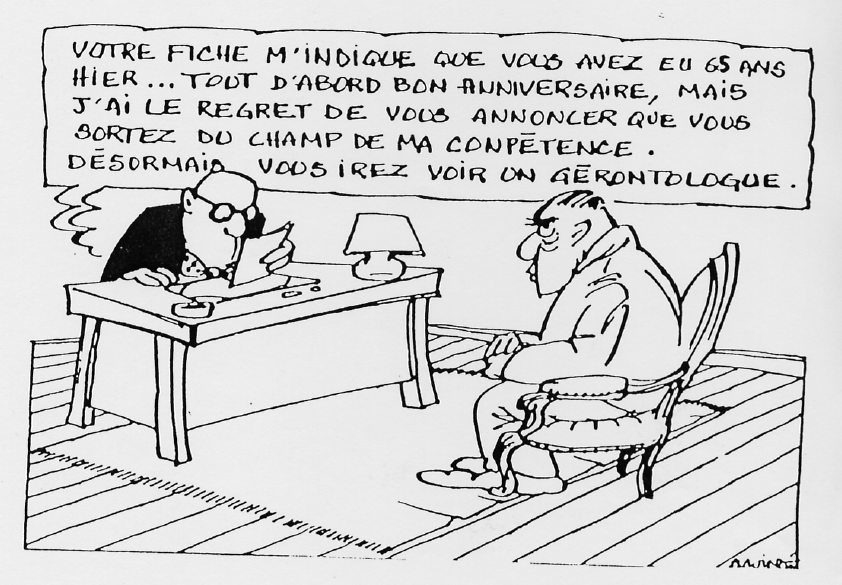 VOTRE FICHE M'INDIQUE QUE VOUS AVEZ EU 65 ANS
HIER... TOUT D'ABORD BON ANNIVERSAIRE, MAIS
J'AI LE REGRET DE VOUS ANNONCER QUE VOUS
SORTEZ DU CHAMP DE MA CONPÉTENCE.
DÉSORMAIS VOUS IREZ VOIR UN GÉRONTOLOGUE.